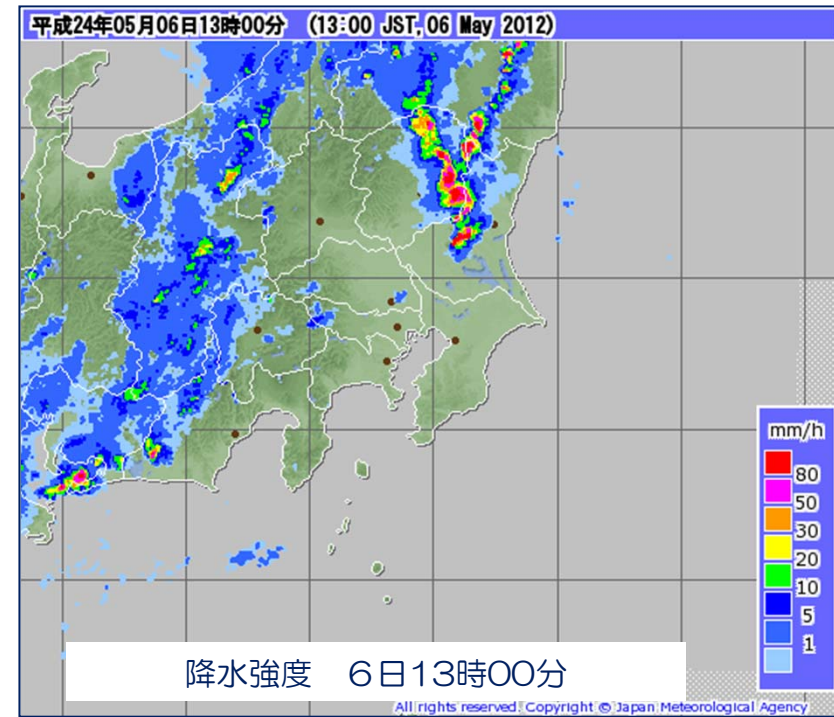 平成24年05月06日13時00分 (13:00 JST, 06 May 2012)
mm/h
80
50
30
20
10
5
1
降水強度　6日13時00分
All rights reserved. Copyright © Japan Meteorological Agency